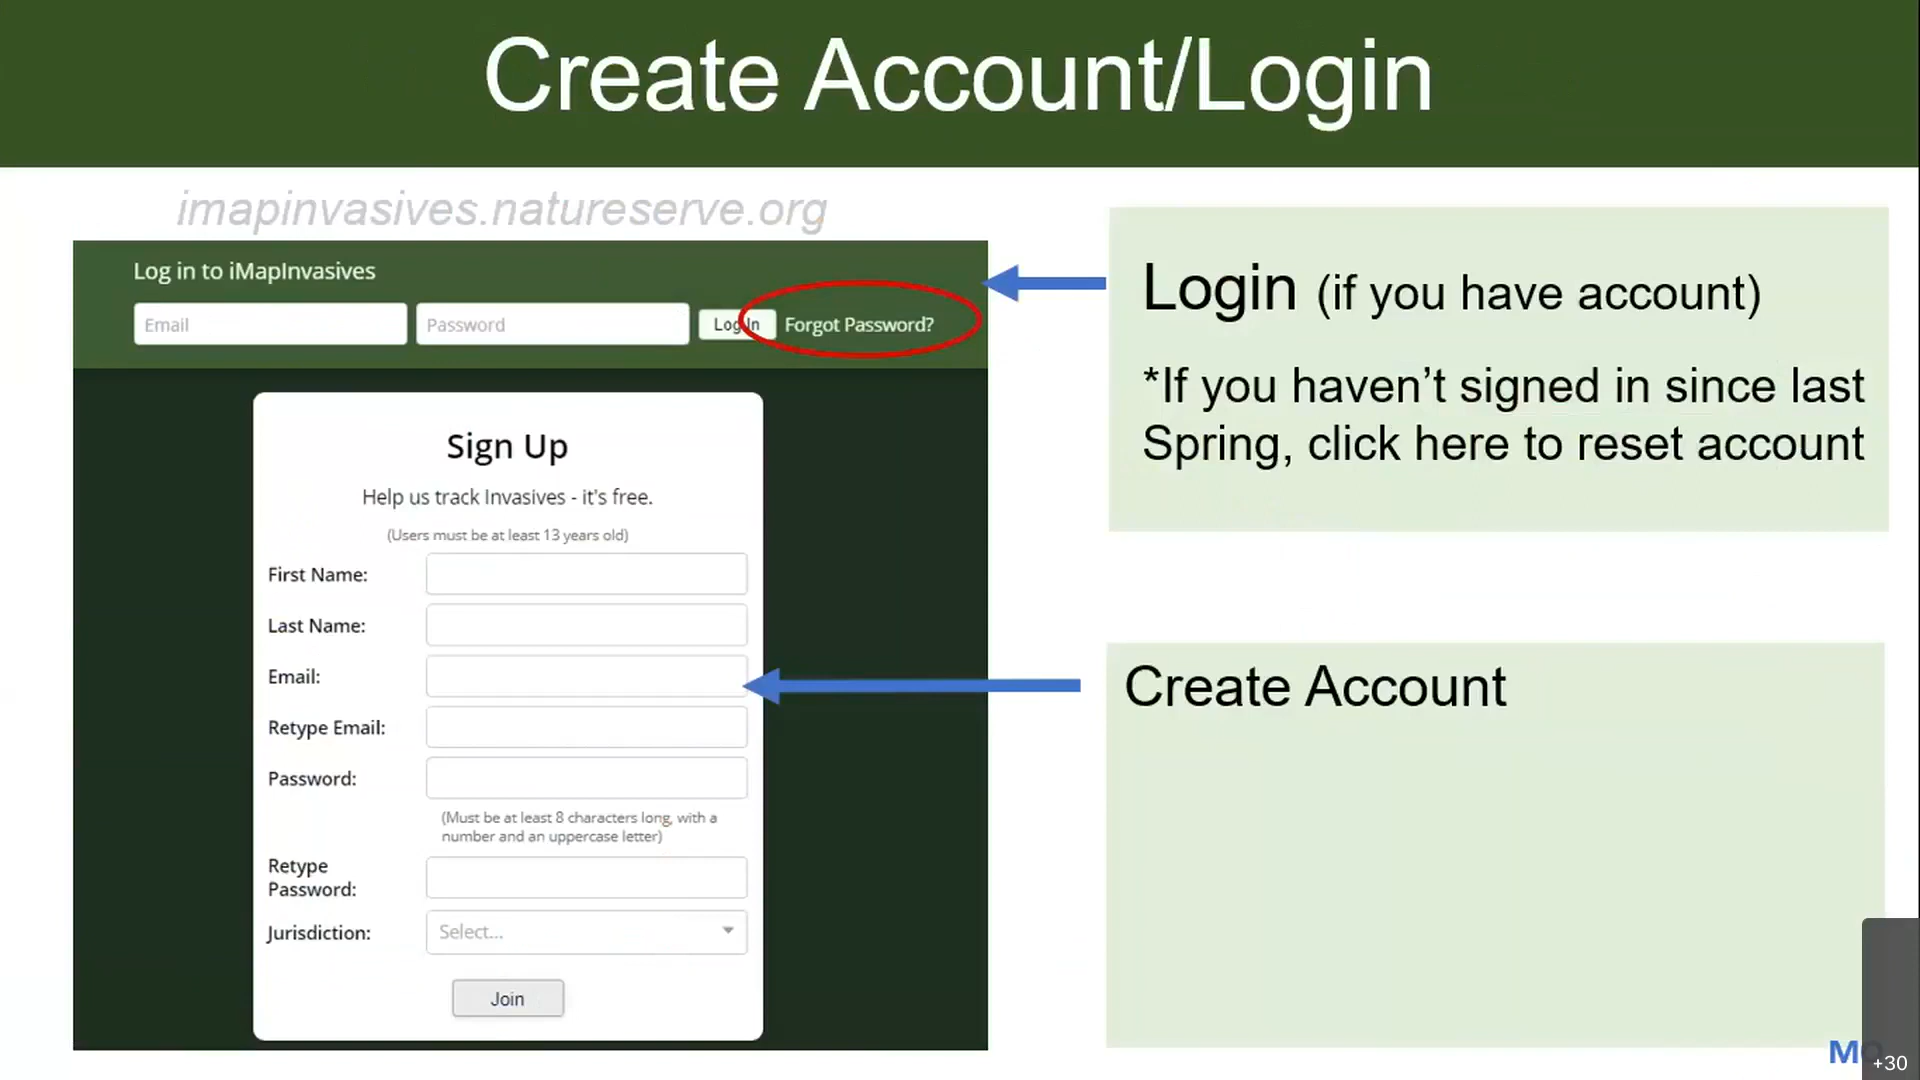 Create Account/Login
imapinvasives.natureserve.org
Log in to iMapInvasives
Email
Password
Log In
Forgot Password?
Login (if you have account)
*If you haven’t signed in since last
Spring, click here to reset account
Sign Up
Help us track Invasives - it's free.
(Users must be at least 13 years old)
First Name:
Last Name:
Email:
Retype Email:
Password:
(Must be at least 8 characters long, with a
number and an uppercase letter)
Retype
Password:
Jurisdiction:
Select...
Join
Create Account
+30